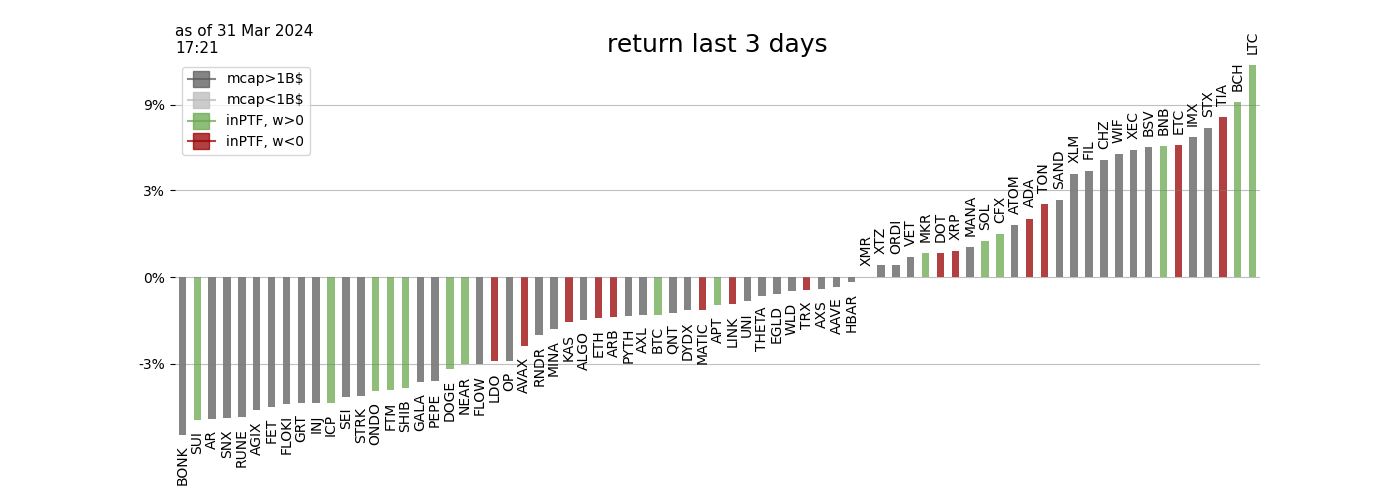 as of 31 Mar 2024
17:21
return last 3 days
mcap>1B$
mcap<1B$
inPTF, w>0
inPTF, w<0
9%
3%
0%
-3%
BONK
SUI
AR
SNX
RUNE
AGIX
FET
FLOKI
GRT
INJ
ICP
SEI
STRK
ONDO
FTM
SHIB
GALA
PEPE
DOGE
NEAR
FLOW
LDO
OP
AVAX
RNDR
MINA
KAS
ALGO
ETH
ARB
PYTH
AXL
BTC
QNT
DYDX
MATIC
APT
LINK
UNI
THETA
EGLD
WLD
TRX
AXS
AAVE
HBAR
XMR
XTZ
ORDI
VET
MKR
DOT
XRP
MANA
SOL
CFX
ATOM
ADA
TON
SAND
XLM
FIL
CHZ
WIF
XEC
BSV
BNB
ETC
IMX
STX
TIA
BCH
LTC